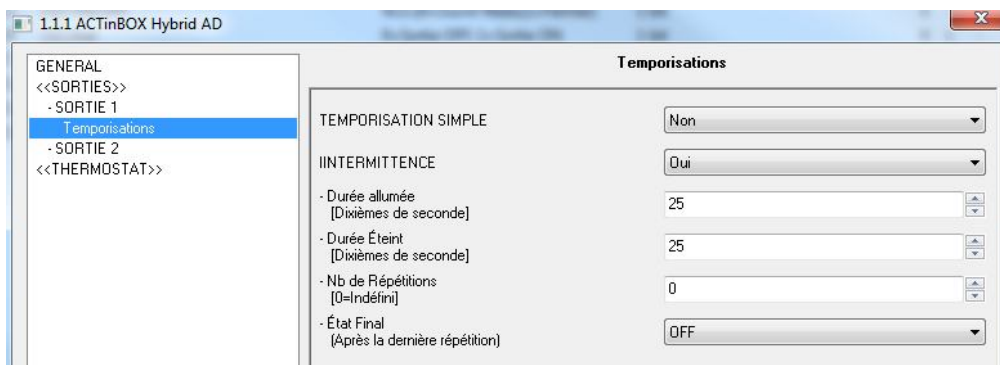 1.1.1 ACTinBOX Hybrid AD
GENERAL
<<SORTIES>>
- SORTIE 1
Temporisations
- SORTIE 2
<<THERMOSTAT>>
Temporisations
TEMPORISATION SIMPLE
Non
IINTERMITTENCE
Oui
- Durée allumée
[Dixièmes de seconde]
25
- Durée Éteint
[Dixièmes de seconde]
25
- Nb de Répétitions
[0=Indéfini]
0
- État Final
(Après la dernière répétition)
OFF